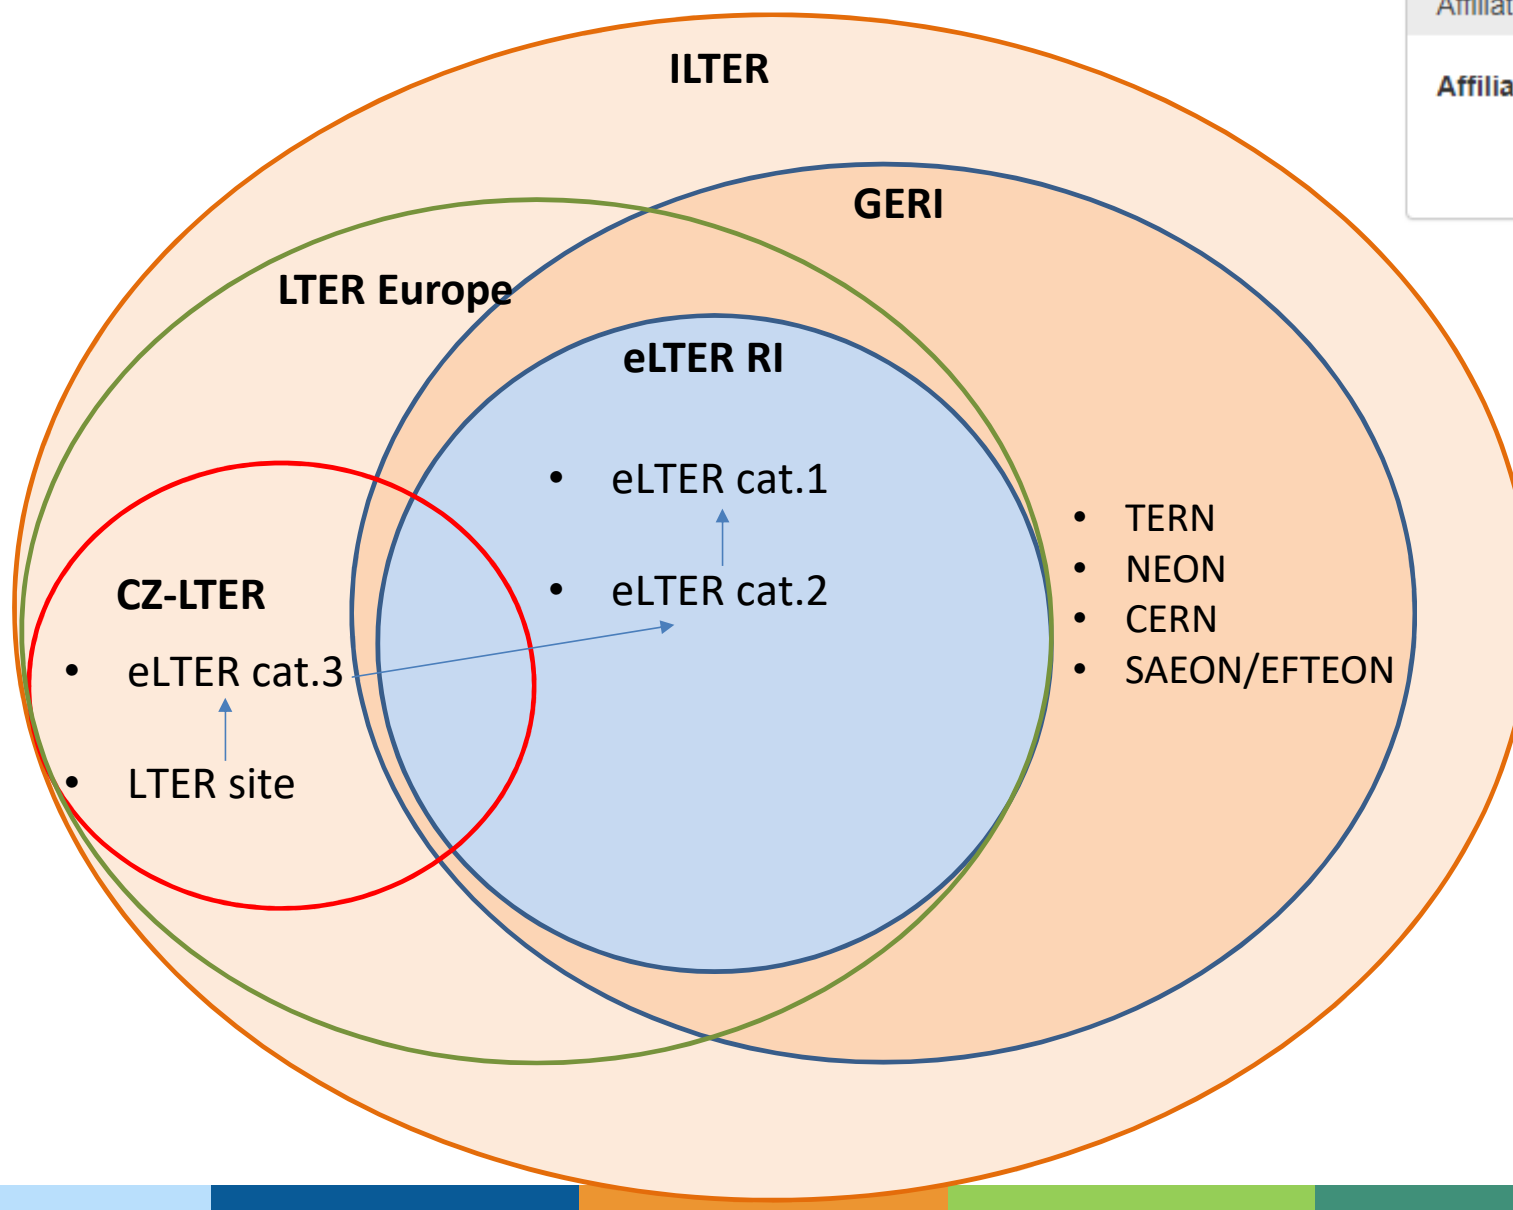 ILTER
GERI
LTER Europe
eLTER RI
• eLTER cat.1
• eLTER cat.2
CZ-LTER
• eLTER cat.3
• LTER site
• TERN
• NEON
• CERN
• SAEON/EFTEON